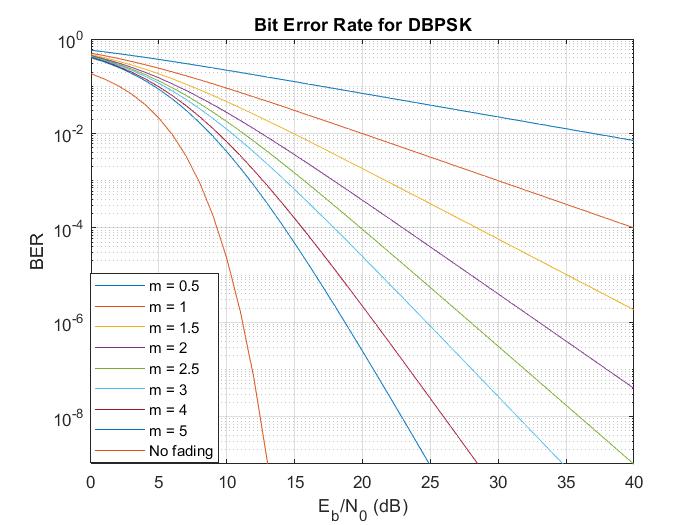 Bit Error Rate for DBPSK
10^0
10^-2
10^-4
10^-6
10^-8
BER
m = 0.5
m = 1
m = 1.5
m = 2
m = 2.5
m = 3
m = 4
m = 5
No fading
0 5 10 15 20 25 30 35 40
E_b/N_0 (dB)